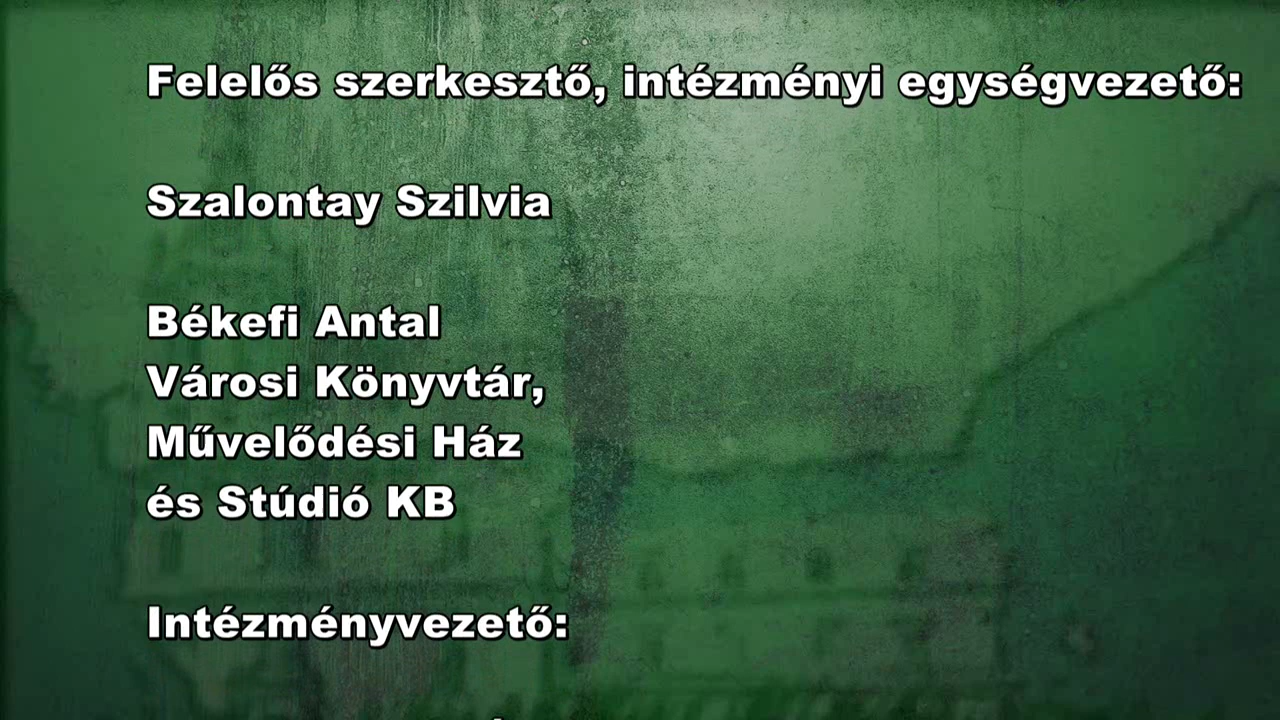 Felelős szerkesztő, intézményi egységvezető:
Szalontay Szilvia
Békefi Antal
Városi Könyvtár,
Művelődési Ház
és Stúdió KB
Intézményvezető: